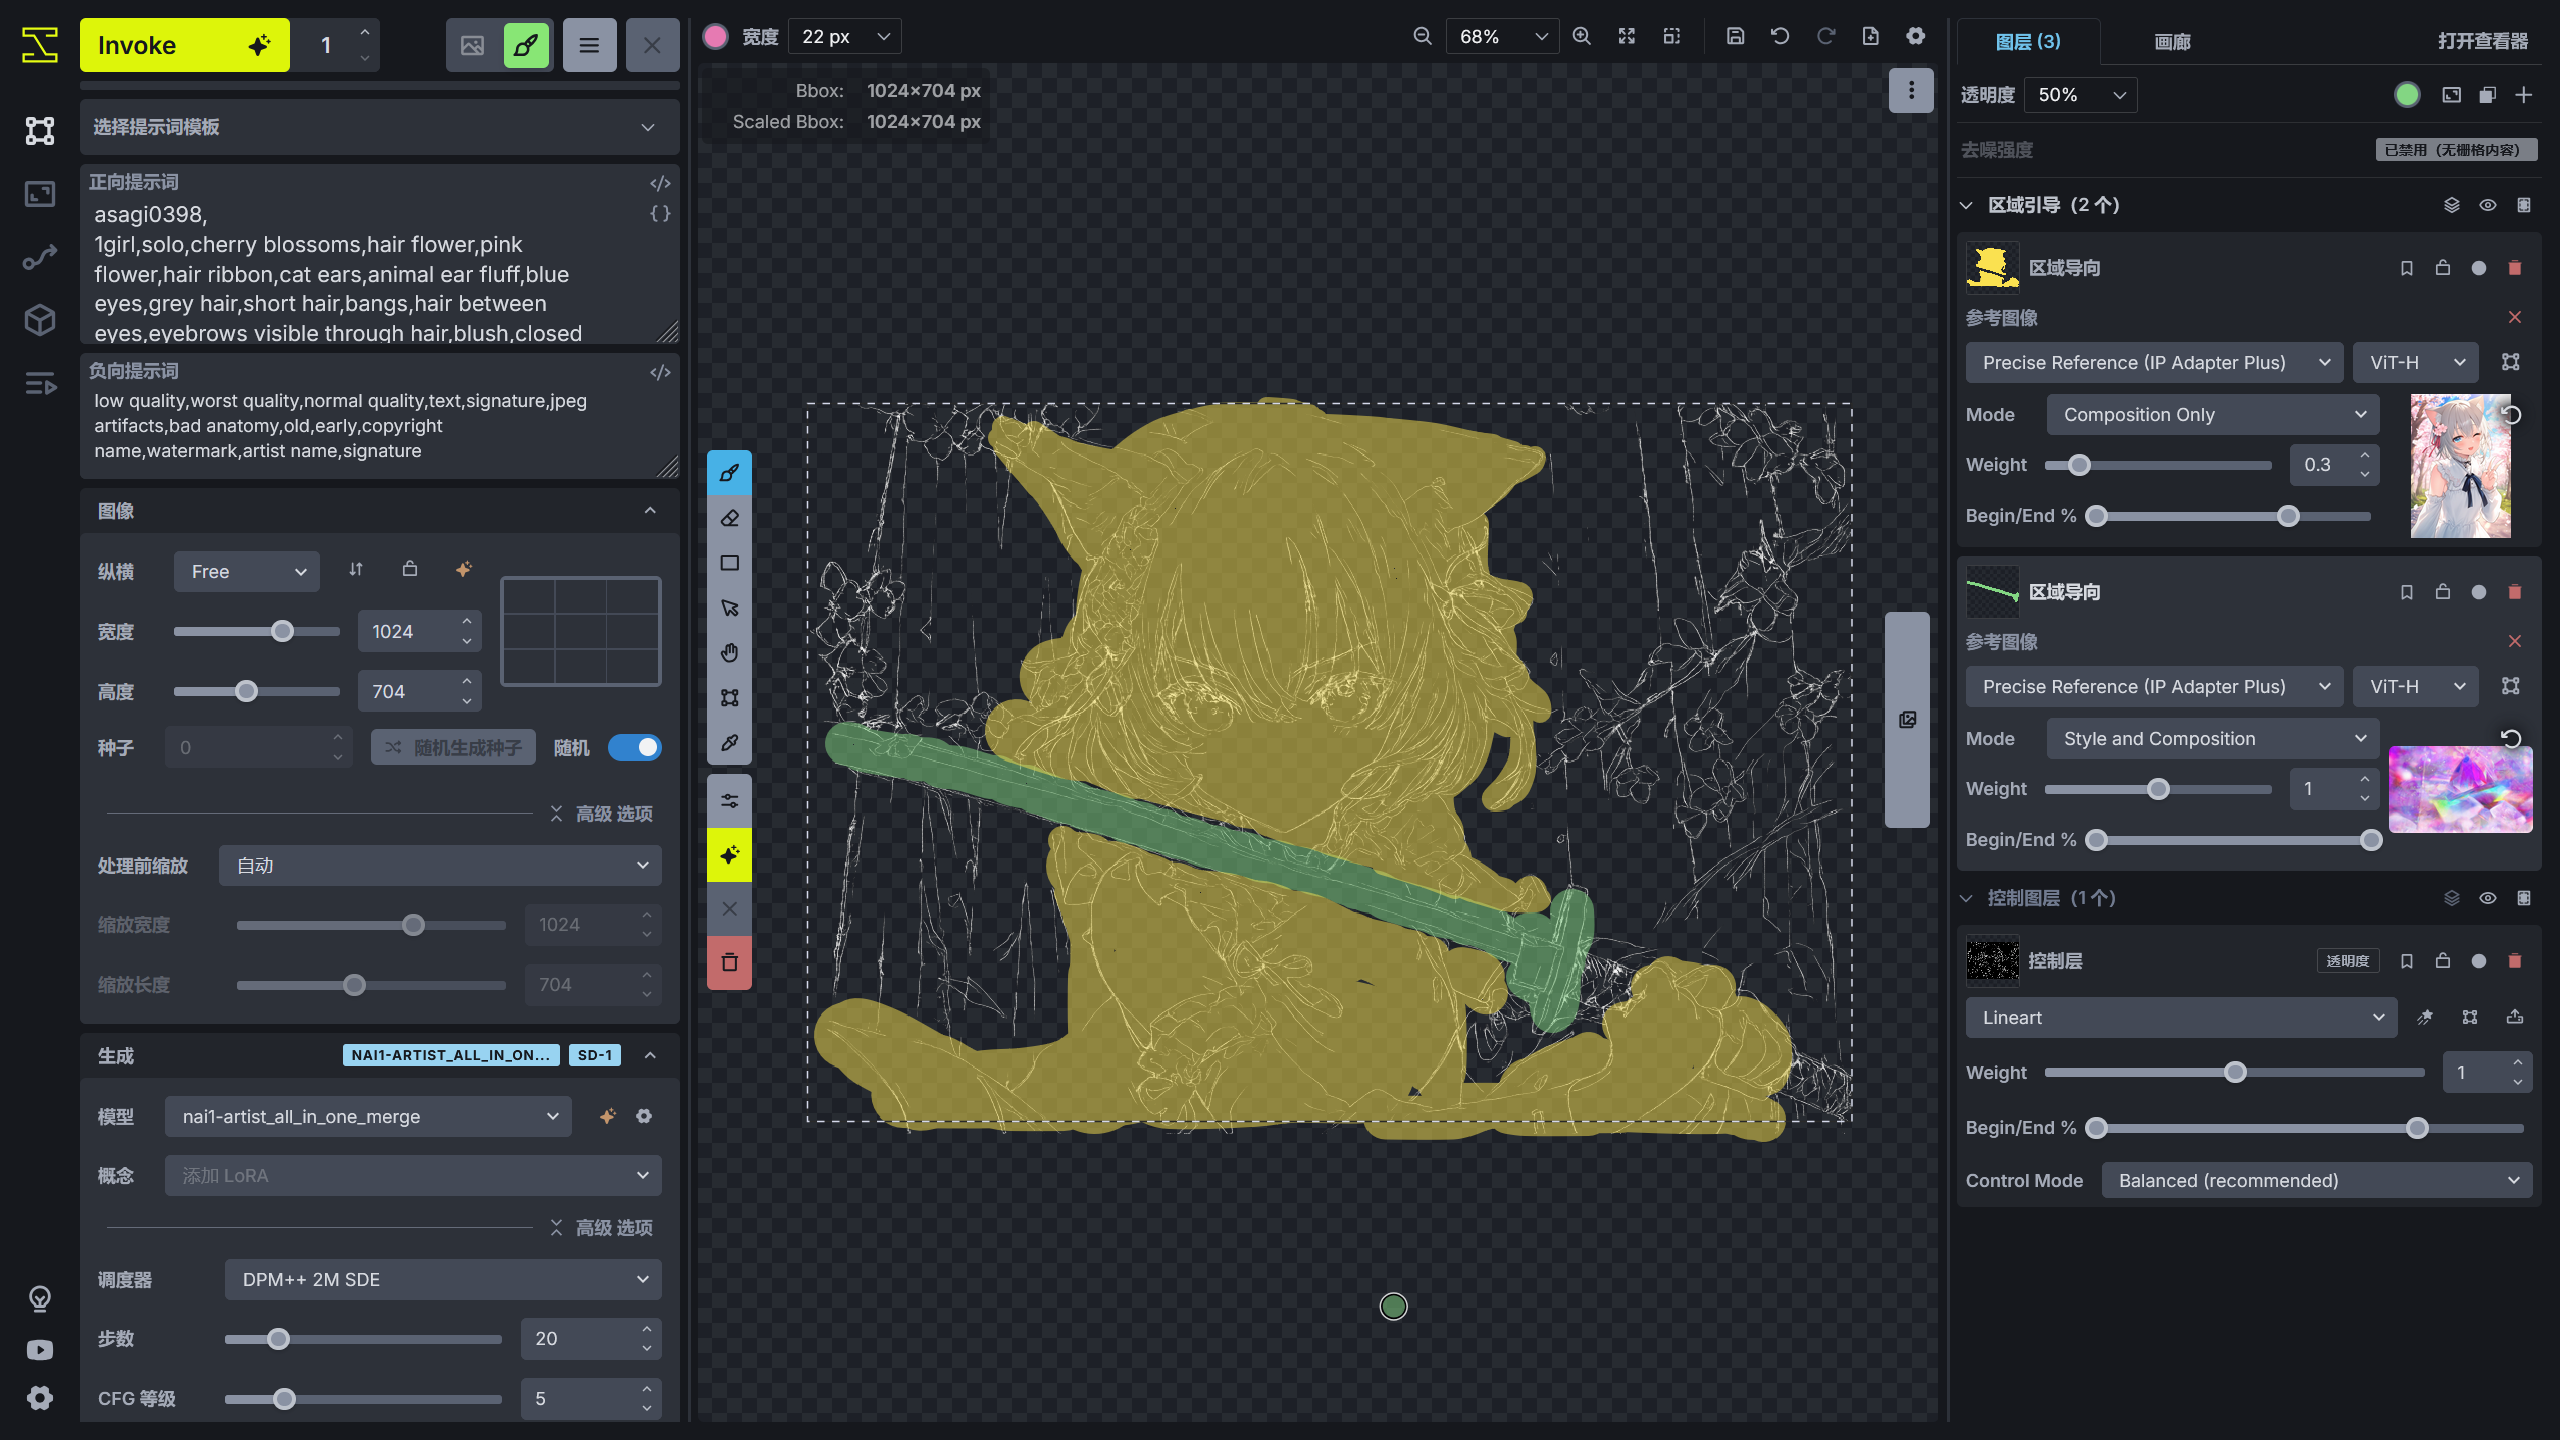 Invoke
1
选择提示词模板
正向提示词
asagi0398,
1girl,solo,cherry blossoms,hair flower,pink
flower,hair ribbon,cat ears,animal ear fluff,blue
eyes,grey hair,short hair,bangs,hair between
eyes,eyebrows visible through hair,blush,closed
负向提示词
low quality,worst quality,normal quality,text,signature,jpeg
artifacts,bad anatomy,old,early,copyright
name,watermark,artist name,signature
图像
纵横 Free
宽度 1024
高度 704
种子 0 随机生成种子 随机
高级 选项
处理前缩放 自动
缩放宽度 1024
缩放长度 704
生成 NAI1-ARTIST_ALL_IN_ON... SD-1
模型 nai1-artist_all_in_one_merge
概念 添加 LoRA
高级 选项
调度器 DPM++ 2M SDE
步数 20
CFG 等级 5
宽度 22 px
68%
Bbox: 1024×704 px
Scaled Bbox: 1024×704 px
图层 (3) 画廊 打开查看器
透明度 50%
去噪强度 已禁用（无栅格内容）
区域引导（2 个）
区域导向
参考图像
Precise Reference (IP Adapter Plus) ViT-H
Mode Composition Only
Weight 0.3
Begin/End %
区域导向
参考图像
Precise Reference (IP Adapter Plus) ViT-H
Mode Style and Composition
Weight 1
Begin/End %
控制图层（1 个）
控制层 透明度
Lineart
Weight 1
Begin/End %
Control Mode Balanced (recommended)